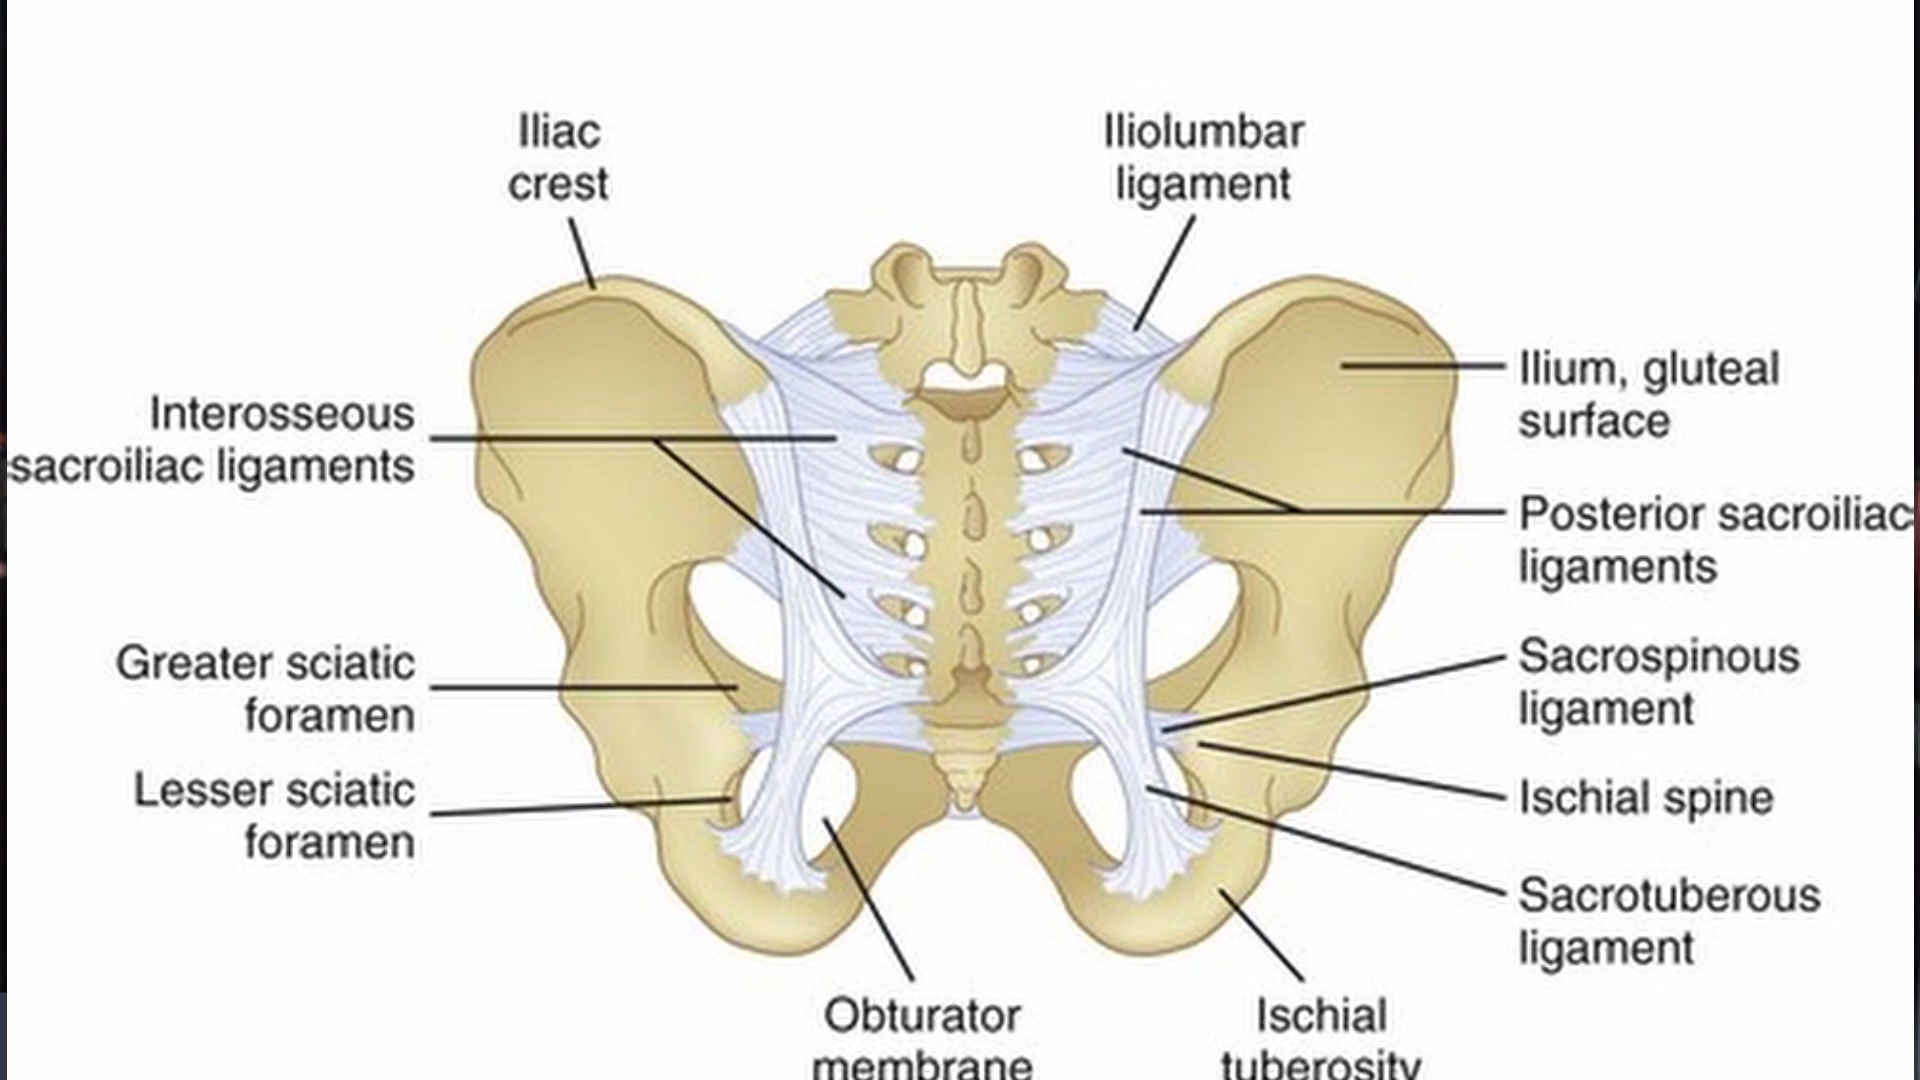 Iliac
crest
Iliolumbar
ligament
Ilium, gluteal
surface
Interosseous
sacroiliac ligaments
Posterior sacroiliac
ligaments
Greater sciatic
foramen
Sacrospinous
ligament
Lesser sciatic
foramen
Ischial spine
Sacrotuberous
ligament
Obturator
membrane
Ischial
tuberosity